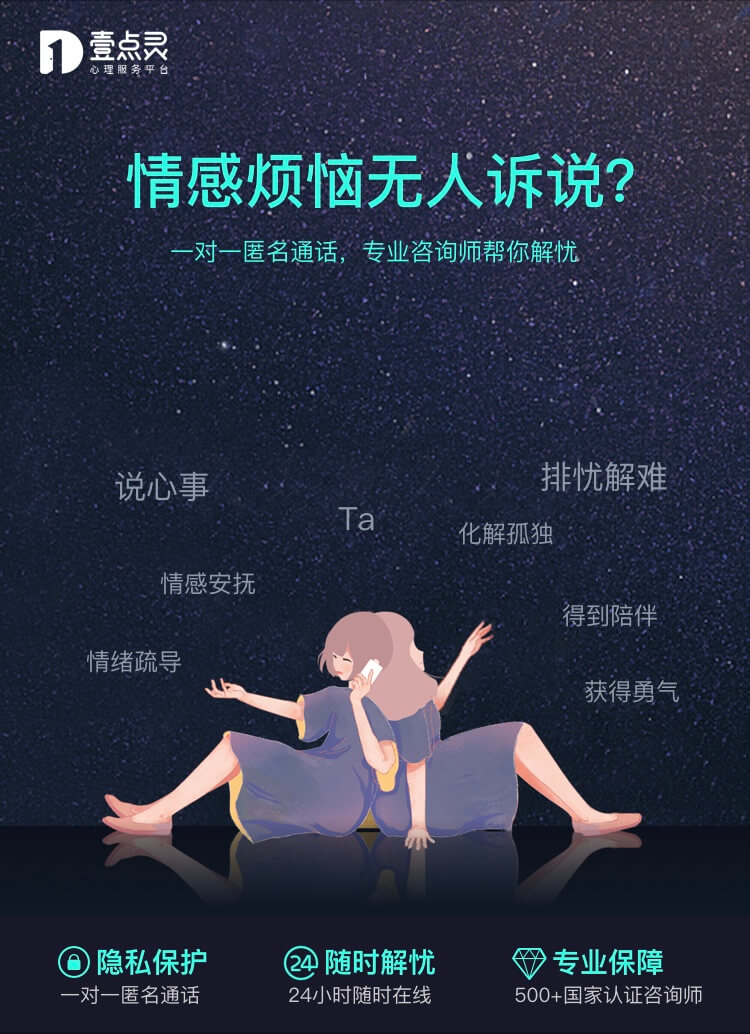 壹点灵
心理服务平台
情感烦恼无人诉说?
一对一匿名通话，专业咨询师帮你解忧
说心事
排忧解难
Ta
化解孤独
情感安抚
得到陪伴
情绪疏导
获得勇气
隐私保护
24 随时解忧
专业保障
一对一匿名通话
24小时随时在线
500+国家认证咨询师